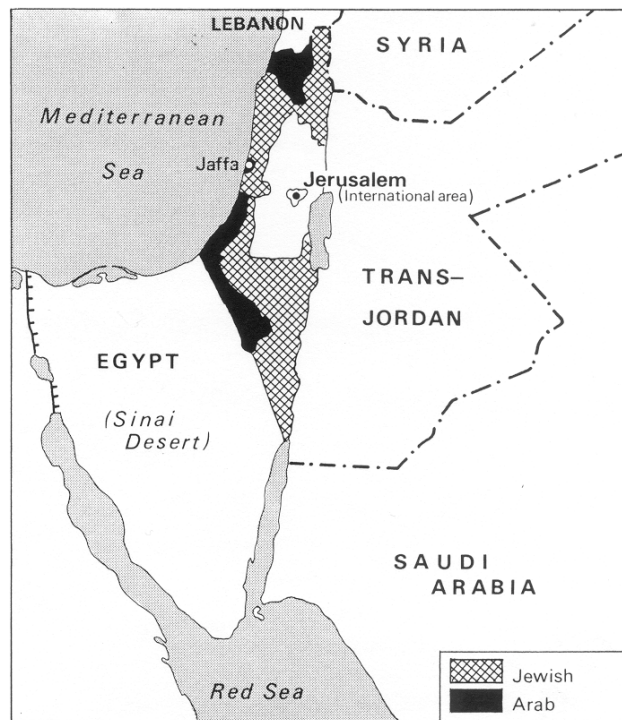 LEBANON
SYRIA
Mediterranean
Sea
Jaffa
Jerusalem
(International area)
TRANS–
JORDAN
EGYPT
(Sinai
Desert)
SAUDI
ARABIA
Red Sea
Jewish
Arab